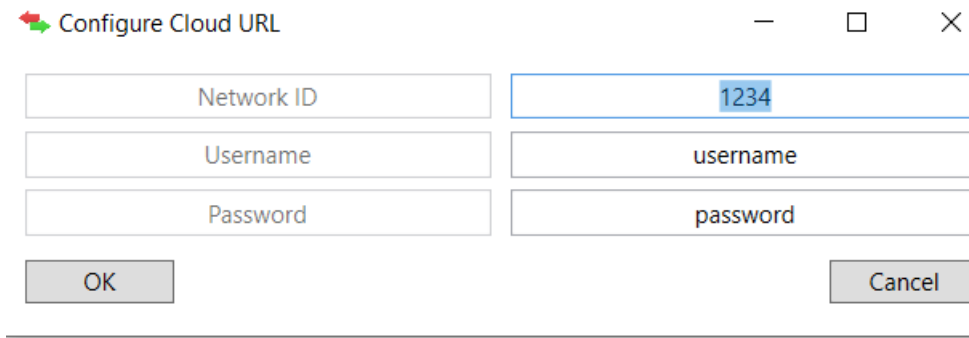 Configure Cloud URL
Network ID 1234
Username username
Password password
OK Cancel